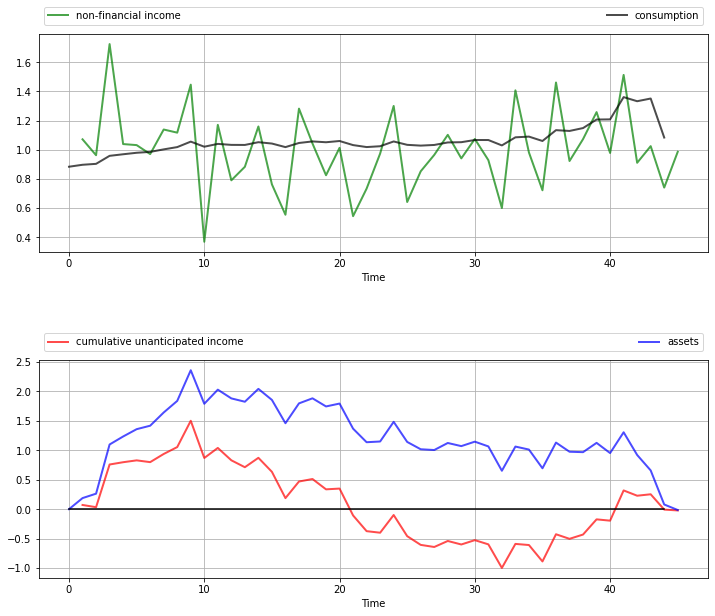 non-financial income consumption
1.6
1.4
1.2
1.0
0.8
0.6
0.4
0 10 20 30 40
Time
cumulative unanticipated income assets
2.5
2.0
1.5
1.0
0.5
0.0
−0.5
−1.0
0 10 20 30 40
Time